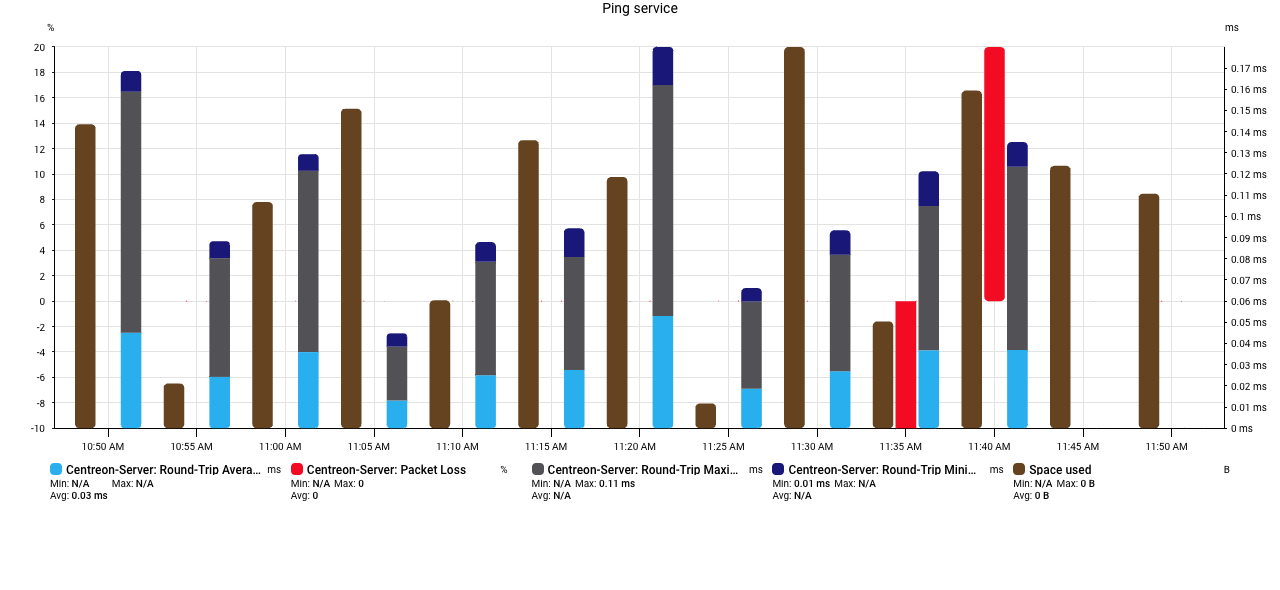 Ping service
% ms
20
18
16
14
12
10
8
6
4
2
0
-2
-4
-6
-8
-10
0.17 ms
0.16 ms
0.15 ms
0.14 ms
0.13 ms
0.12 ms
0.11 ms
0.1 ms
0.09 ms
0.08 ms
0.07 ms
0.06 ms
0.05 ms
0.04 ms
0.03 ms
0.02 ms
0.01 ms
0 ms
10:50 AM 10:55 AM 11:00 AM 11:05 AM 11:10 AM 11:15 AM 11:20 AM 11:25 AM 11:30 AM 11:35 AM 11:40 AM 11:45 AM 11:50 AM
Centreon-Server: Round-Trip Avera... ms Centreon-Server: Packet Loss % Centreon-Server: Round-Trip Maxi... ms Centreon-Server: Round-Trip Mini... ms Space used B
Min: N/A Max: N/A Min: N/A Max: 0 Min: N/A Max: 0.11 ms Min: 0.01 ms Max: N/A Min: N/A Max: 0 B
Avg: 0.03 ms Avg: 0 Avg: N/A Avg: N/A Avg: 0 B